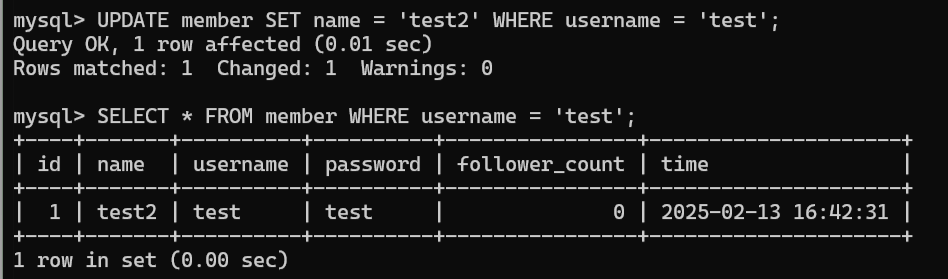 mysql> UPDATE member SET name = 'test2' WHERE username = 'test';
Query OK, 1 row affected (0.01 sec)
Rows matched: 1  Changed: 1  Warnings: 0

mysql> SELECT * FROM member WHERE username = 'test';
+----+-------+----------+----------+----------------+---------------------+
| id | name  | username | password | follower_count | time                |
+----+-------+----------+----------+----------------+---------------------+
|  1 | test2 | test     | test     |              0 | 2025-02-13 16:42:31 |
+----+-------+----------+----------+----------------+---------------------+
1 row in set (0.00 sec)